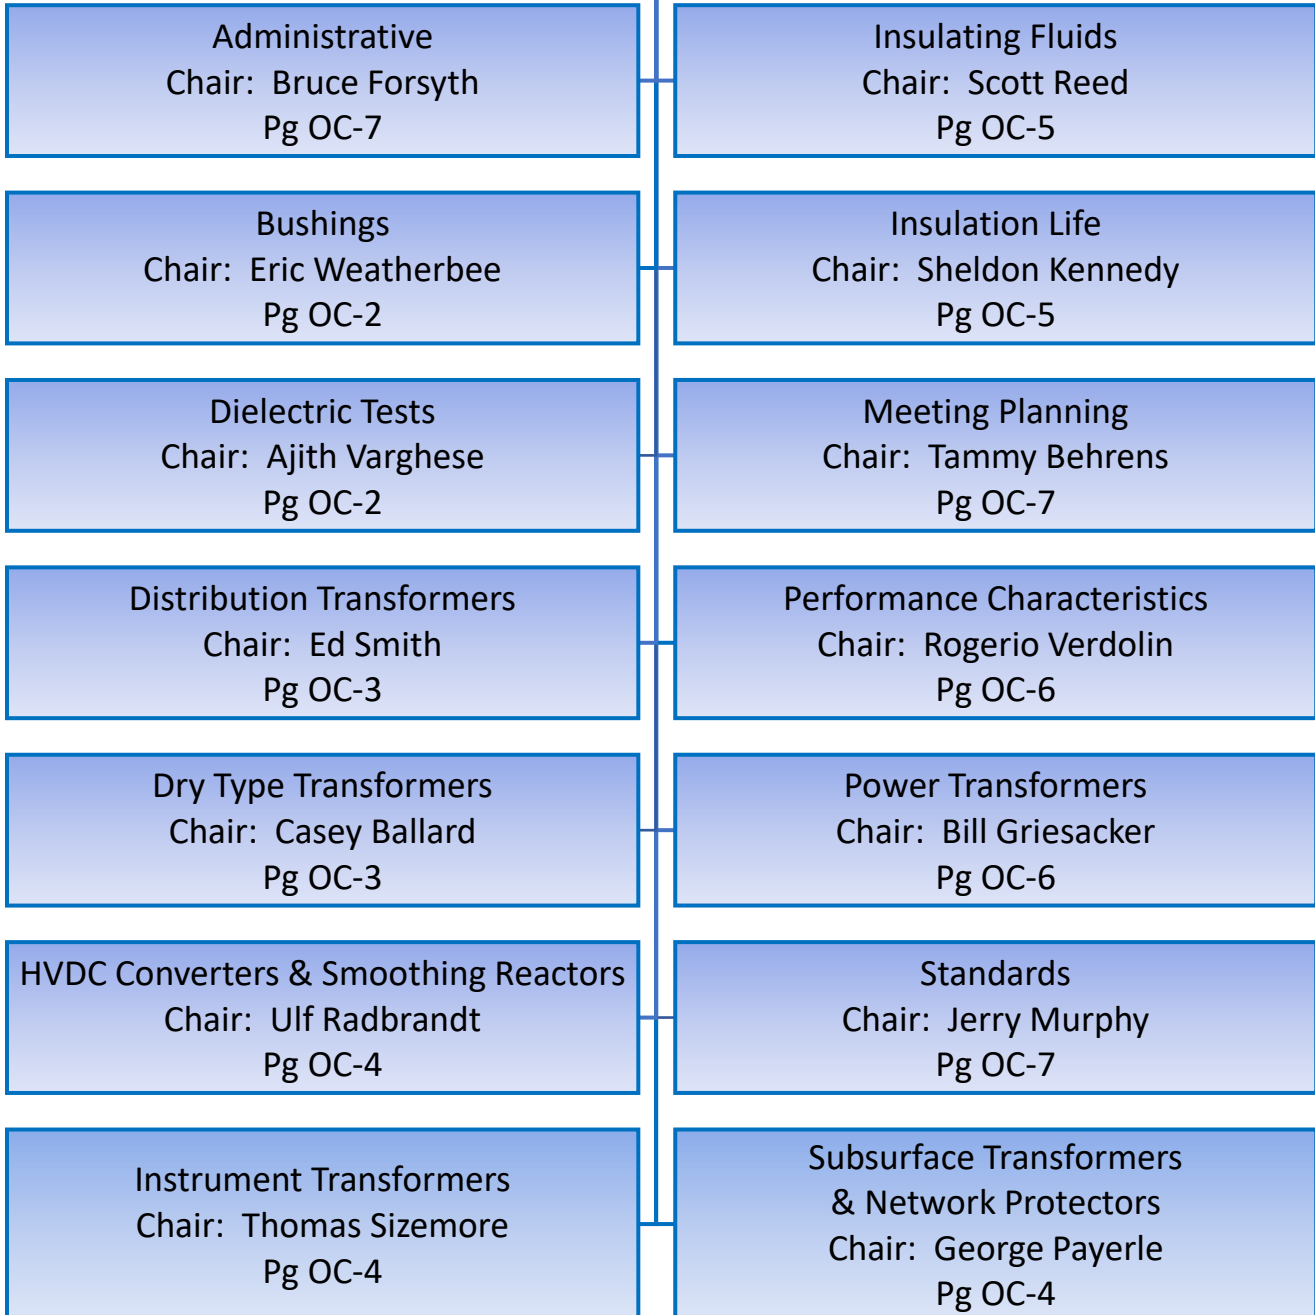 Administrative
Chair:  Bruce Forsyth
Pg OC-7
Insulating Fluids
Chair:  Scott Reed
Pg OC-5
Bushings
Chair:  Eric Weatherbee
Pg OC-2
Insulation Life
Chair:  Sheldon Kennedy
Pg OC-5
Dielectric Tests
Chair:  Ajith Varghese
Pg OC-2
Meeting Planning
Chair:  Tammy Behrens
Pg OC-7
Distribution Transformers
Chair:  Ed Smith
Pg OC-3
Performance Characteristics
Chair:  Rogerio Verdolin
Pg OC-6
Dry Type Transformers
Chair:  Casey Ballard
Pg OC-3
Power Transformers
Chair:  Bill Griesacker
Pg OC-6
HVDC Converters & Smoothing Reactors
Chair:  Ulf Radbrandt
Pg OC-4
Standards
Chair:  Jerry Murphy
Pg OC-7
Instrument Transformers
Chair:  Thomas Sizemore
Pg OC-4
Subsurface Transformers
& Network Protectors
Chair:  George Payerle
Pg OC-4